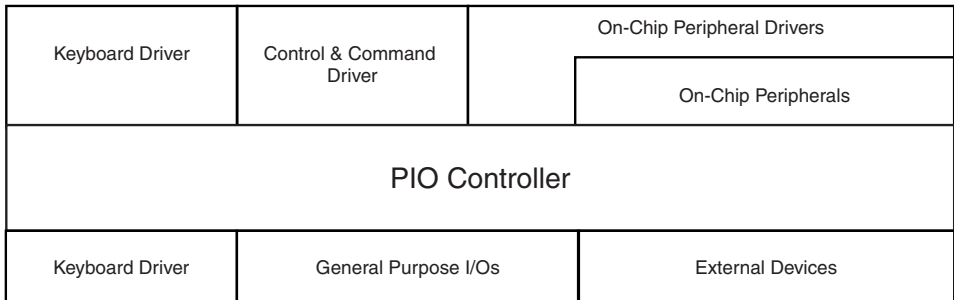 Keyboard Driver
Control & Command
Driver
On-Chip Peripheral Drivers
On-Chip Peripherals
PIO Controller
Keyboard Driver
General Purpose I/Os
External Devices